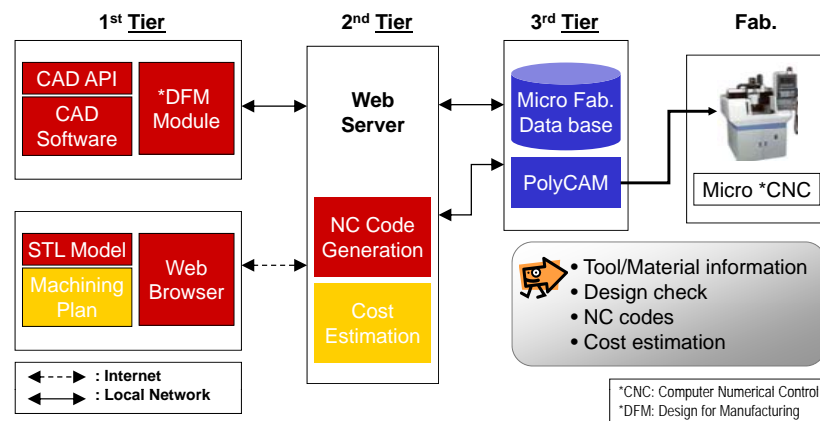 1st Tier
2nd Tier
3rd Tier
Fab.
CAD API
CAD
Software
*DFM
Module
Web
Server
Micro Fab.
Data base
PolyCAM
Micro *CNC
STL Model
Machining
Plan
Web
Browser
NC Code
Generation
Cost
Estimation
• Tool/Material information
• Design check
• NC codes
• Cost estimation
: Internet
: Local Network
*CNC: Computer Numerical Control
*DFM: Design for Manufacturing